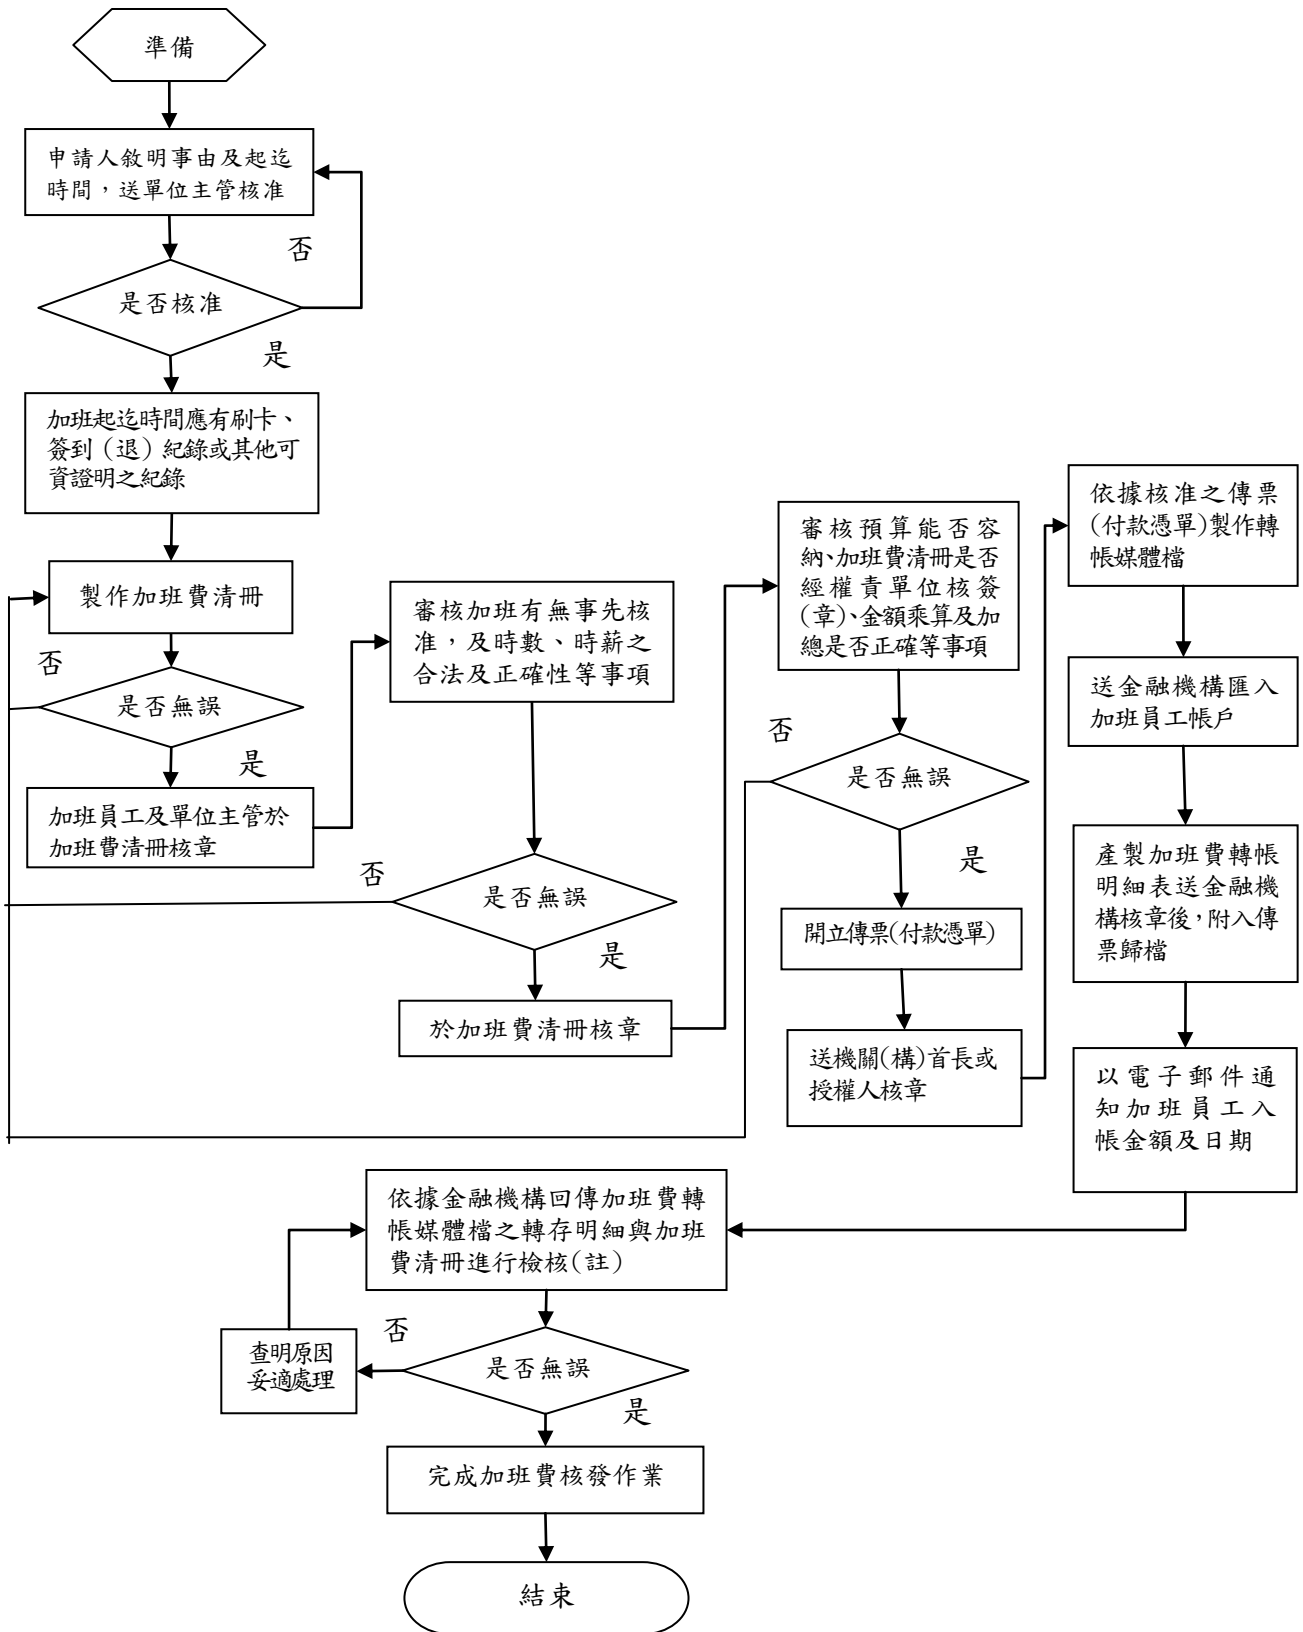 準備
申請人敘明事由及起迄
時間，送單位主管核准
否
是否核准
是
加班起迄時間應有刷卡、
簽到（退）紀錄或其他可
資證明之紀錄
製作加班費清冊
否
是否無誤
是
加班員工及單位主管於
加班費清冊核章
審核加班有無事先核
准，及時數、時薪之
合法及正確性等事項
否
是否無誤
是
於加班費清冊核章
審核預算能否容
納、加班費清冊是否
經權責單位核簽
(章)、金額乘算及加
總是否正確等事項
否
是否無誤
是
開立傳票(付款憑單)
送機關(構)首長或
授權人核章
依據核准之傳票
(付款憑單)製作轉
帳媒體檔
送金融機構匯入
加班員工帳戶
產製加班費轉帳
明細表送金融機
構核章後，附入傳
票歸檔
以電子郵件通
知加班員工入
帳金額及日期
依據金融機構回傳加班費轉
帳媒體檔之轉存明細與加班
費清冊進行檢核(註)
否
查明原因
妥適處理
是否無誤
是
完成加班費核發作業
結束